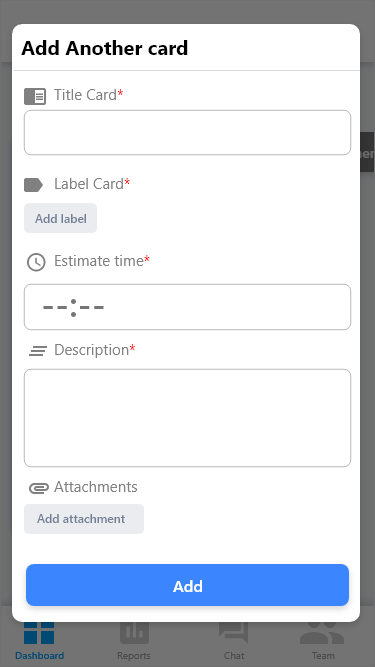 Add Another card
Title Card*
Label Card*
Add label
Estimate time*
--:--
Description*
Attachments
Add attachment
Add
Dashboard
Reports
Chat
Team